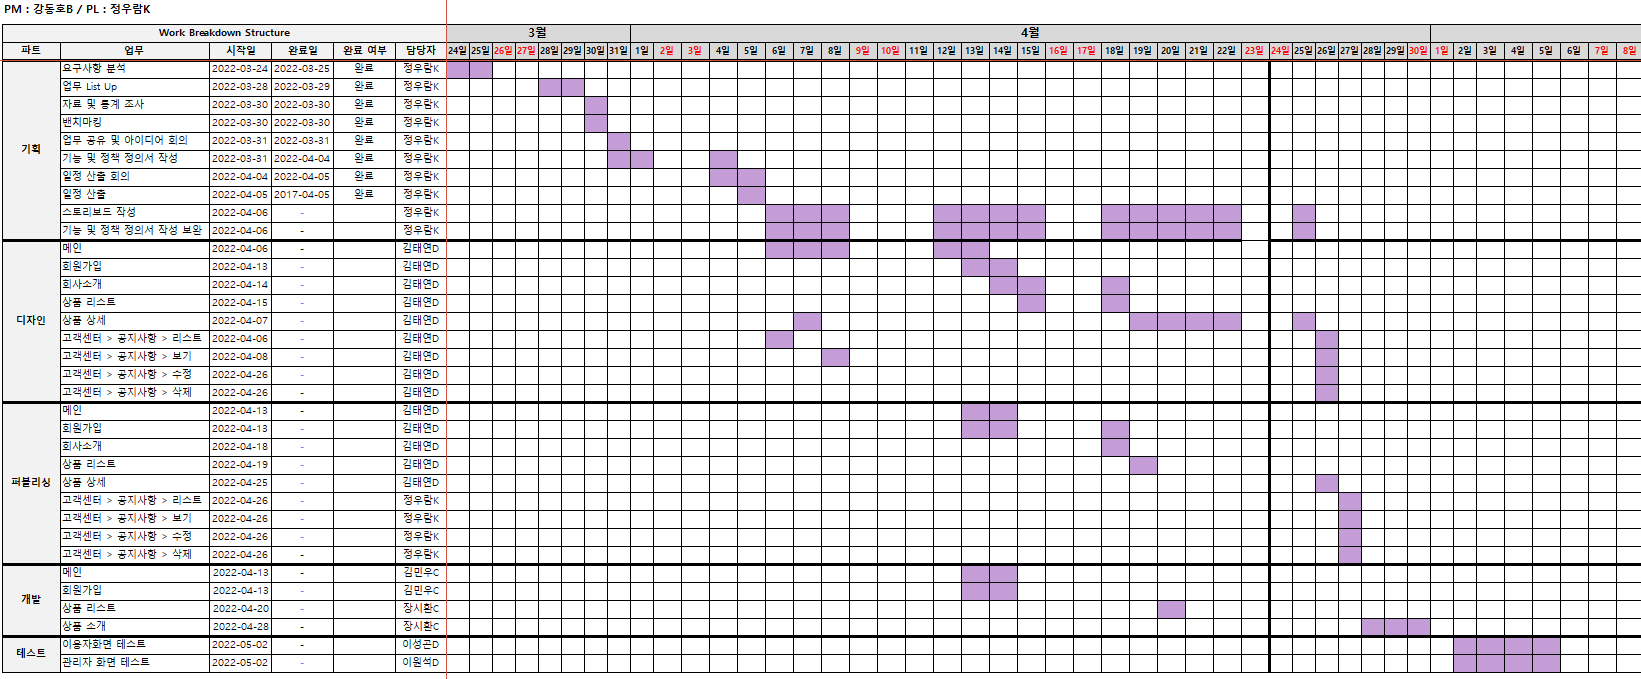 PM : 강동호B / PL : 정우람K
Work Breakdown Structure 3월 4월
파트 업무 시작일 완료일 완료 여부 담당자 24일 25일 26일 27일 28일 29일 30일 31일 1일 2일 3일 4일 5일 6일 7일 8일 9일 10일 11일 12일 13일 14일 15일 16일 17일 18일 19일 20일 21일 22일 23일 24일 25일 26일 27일 28일 29일 30일 1일 2일 3일 4일 5일 6일 7일 8일
기획
요구사항 분석 2022-03-24 2022-03-25 완료 정우람K
업무 List Up 2022-03-28 2022-03-29 완료 정우람K
자료 및 통계 조사 2022-03-30 2022-03-30 완료 정우람K
밴치마킹 2022-03-30 2022-03-30 완료 정우람K
업무 공유 및 아이디어 회의 2022-03-31 2022-03-31 완료 정우람K
기능 및 정책 정의서 작성 2022-03-31 2022-04-04 완료 정우람K
일정 산출 회의 2022-04-04 2022-04-05 완료 정우람K
일정 산출 2022-04-05 2017-04-05 완료 정우람K
스토리보드 작성 2022-04-06 - 정우람K
기능 및 정책 정의서 작성 보완 2022-04-06 - 정우람K
디자인
메인 2022-04-06 - 김태연D
회원가입 2022-04-13 - 김태연D
회사소개 2022-04-14 - 김태연D
상품 리스트 2022-04-15 - 김태연D
상품 상세 2022-04-07 - 김태연D
고객센터 > 공지사항 > 리스트 2022-04-06 - 김태연D
고객센터 > 공지사항 > 보기 2022-04-08 - 김태연D
고객센터 > 공지사항 > 수정 2022-04-26 - 김태연D
고객센터 > 공지사항 > 삭제 2022-04-26 - 김태연D
퍼블리싱
메인 2022-04-13 - 김태연D
회원가입 2022-04-13 - 김태연D
회사소개 2022-04-18 - 김태연D
상품 리스트 2022-04-19 - 김태연D
상품 상세 2022-04-25 - 김태연D
고객센터 > 공지사항 > 리스트 2022-04-26 - 정우람K
고객센터 > 공지사항 > 보기 2022-04-26 - 정우람K
고객센터 > 공지사항 > 수정 2022-04-26 - 정우람K
고객센터 > 공지사항 > 삭제 2022-04-26 - 정우람K
개발
메인 2022-04-13 - 김민우C
회원가입 2022-04-13 - 김민우C
상품 리스트 2022-04-20 - 장시환C
상품 소개 2022-04-28 - 장시환C
테스트
이용자화면 테스트 2022-05-02 - 이성곤D
관리자 화면 테스트 2022-05-02 - 이원석D